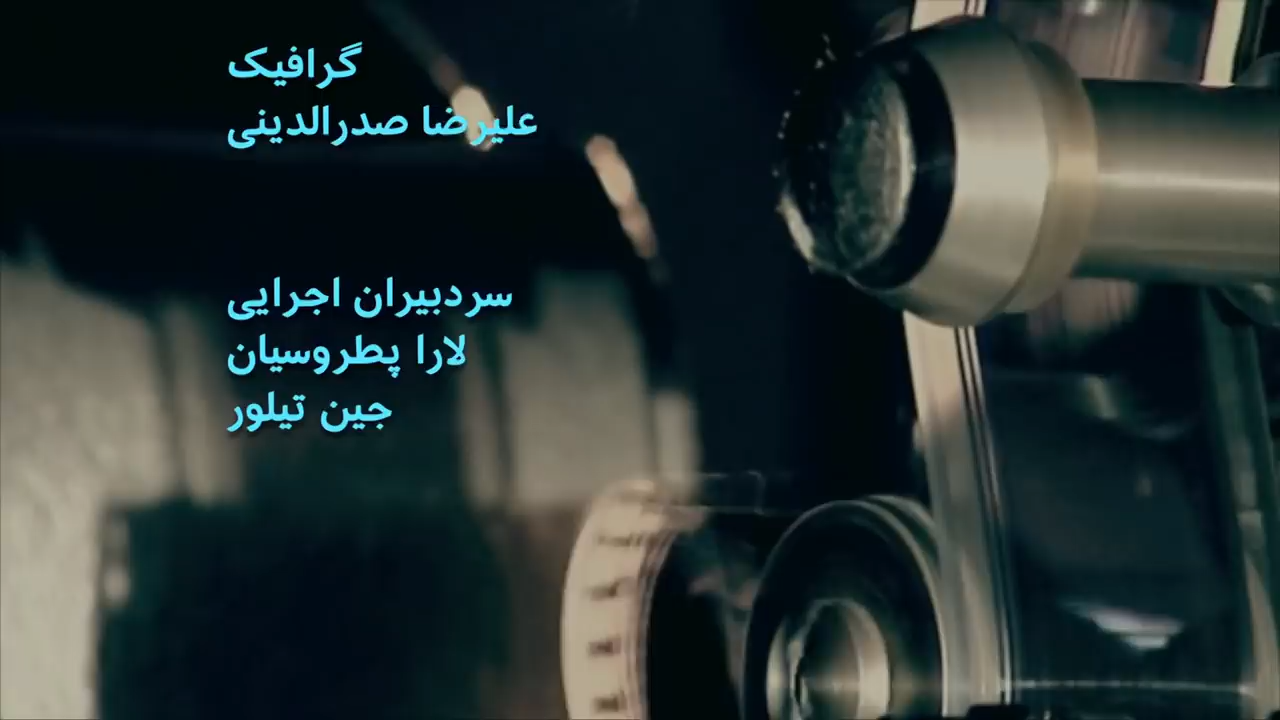 گرافیک
علیرضا صدرالدینی
سردبیران اجرایی
لارا پطروسیان
جین تیلور